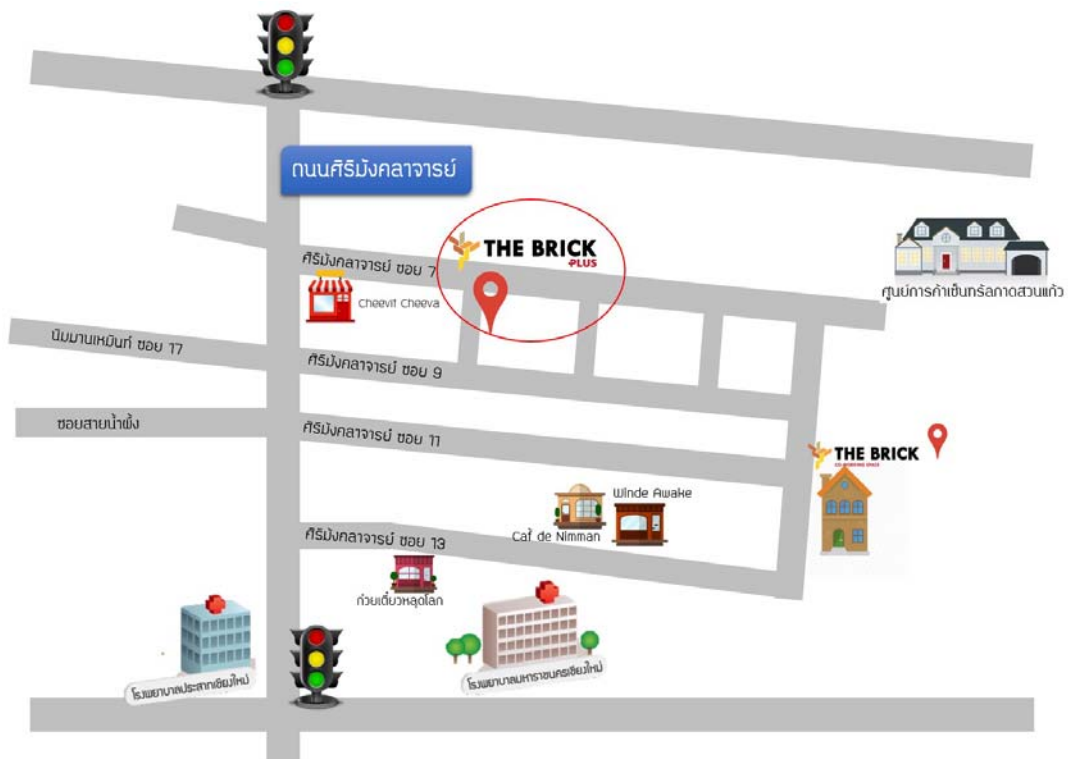 ถนนศิริมังคลาจารย์
THE BRICK
PLUS
ศิริมังคลาจารย์ ซอย 7
Cheevit Cheeva
ศูนย์การค้าเซ็นทรัลกาดสวนแก้ว
นิมมานเหมินท์ ซอย 17
ศิริมังคลาจารย์ ซอย 9
ซอยสายน้ำผึ้ง
ศิริมังคลาจารย์ ซอย 11
THE BRICK
CO-WORKING SPACE
Winde Awake
Caf de Nimman
ศิริมังคลาจารย์ ซอย 13
ก๋วยเตี๋ยวหลุดโลก
โรงพยาบาลประสาทเชียงใหม่
โรงพยาบาลมหาราชนครเชียงใหม่